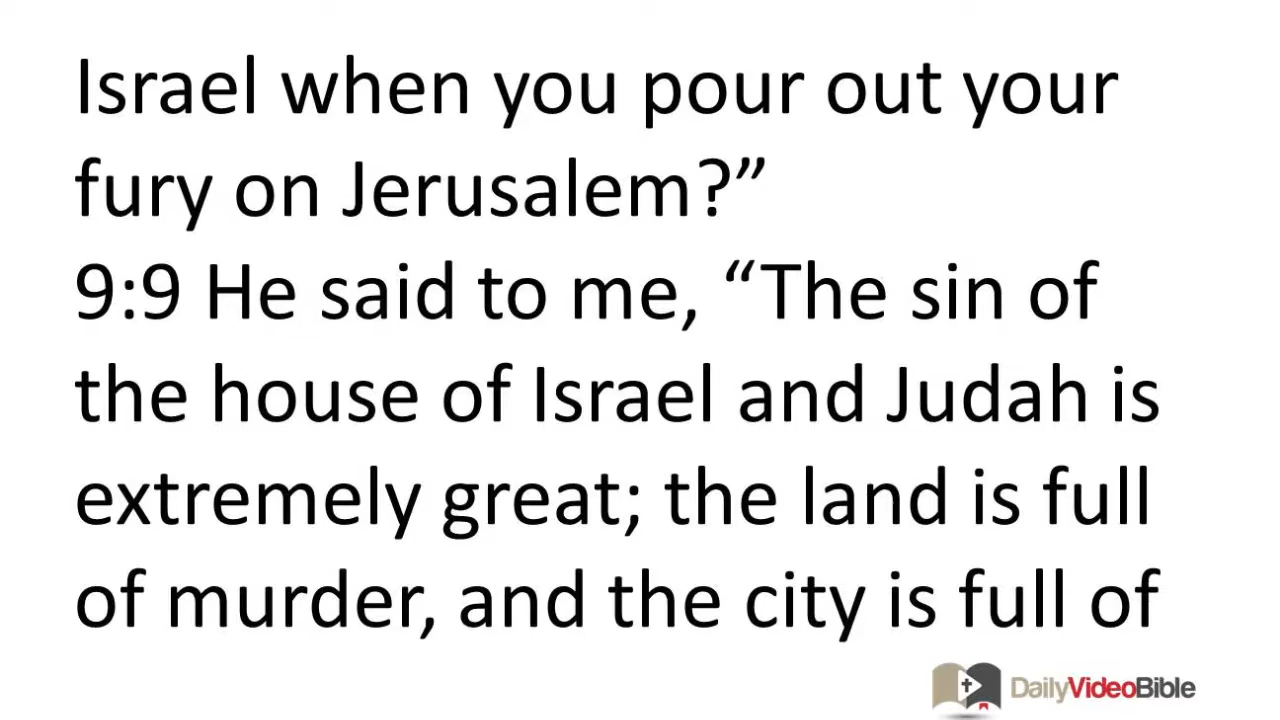 Israel when you pour out your
fury on Jerusalem?”
9:9 He said to me, “The sin of
the house of Israel and Judah is
extremely great; the land is full
of murder, and the city is full of
DailyVideoBible